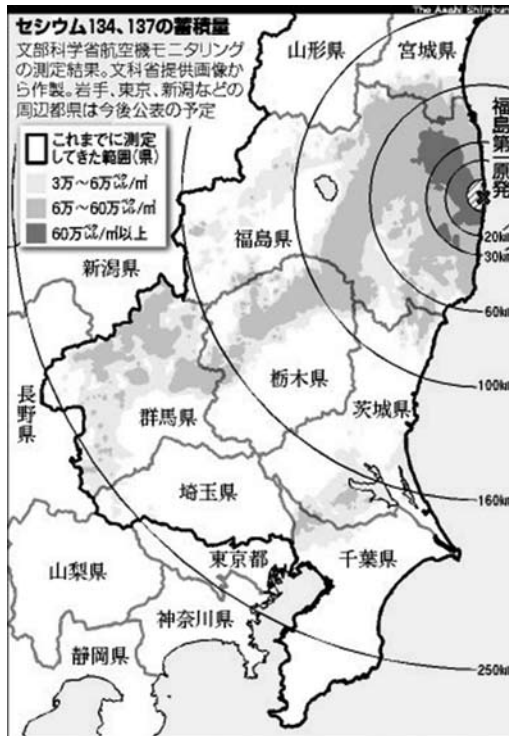 The Asahi Shimbun
セシウム134、137の蓄積量
文部科学省航空機モニタリング
の測定結果。文科省提供画像か
ら作製。岩手、東京、新潟などの
周辺都県は今後公表の予定
これまでに測定
してきた範囲(県)
3万〜6万ベクレル/㎡
6万〜60万ベクレル/㎡
60万ベクレル/㎡以上
山形県
宮城県
福島第一原発
福島県
新潟県
20km
30km
60km
栃木県
100km
長野県
群馬県
茨城県
埼玉県
160km
東京都
千葉県
山梨県
神奈川県
静岡県
250km